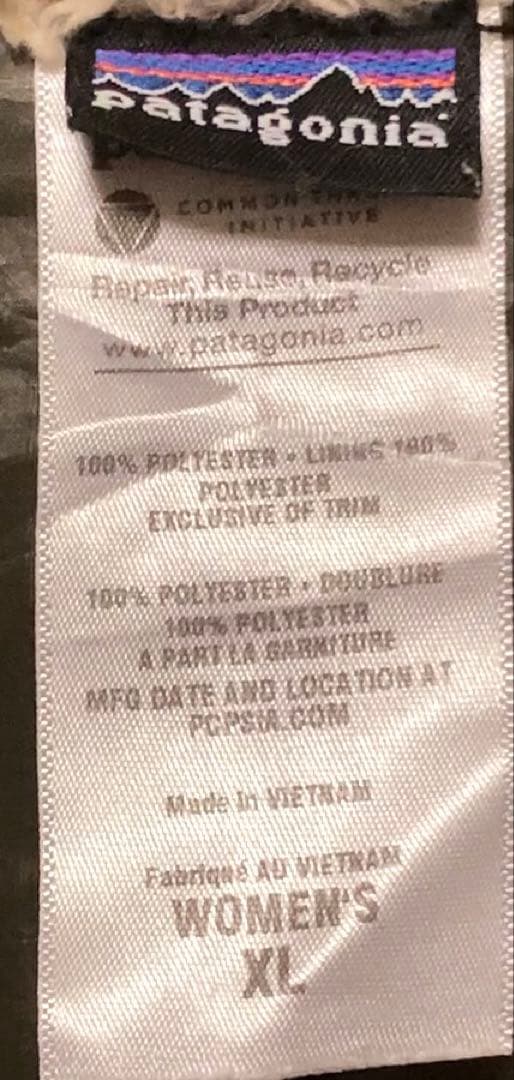 patagonia
COMMON THR
INITIATIVE
Repair, Reuse, Recycle
This Product
www.patagonia.com
100% POLYESTER • LINING 100%
POLYESTER
EXCLUSIVE OF TRIM
100% POLYESTER • DOUBLURE
100% POLYESTER
A PART LA GARNITURE
MFG DATE AND LOCATION AT
PCPSIA.COM
Made in VIETNAM
Fabriqué AU VIETNAM
WOMEN'S
XL